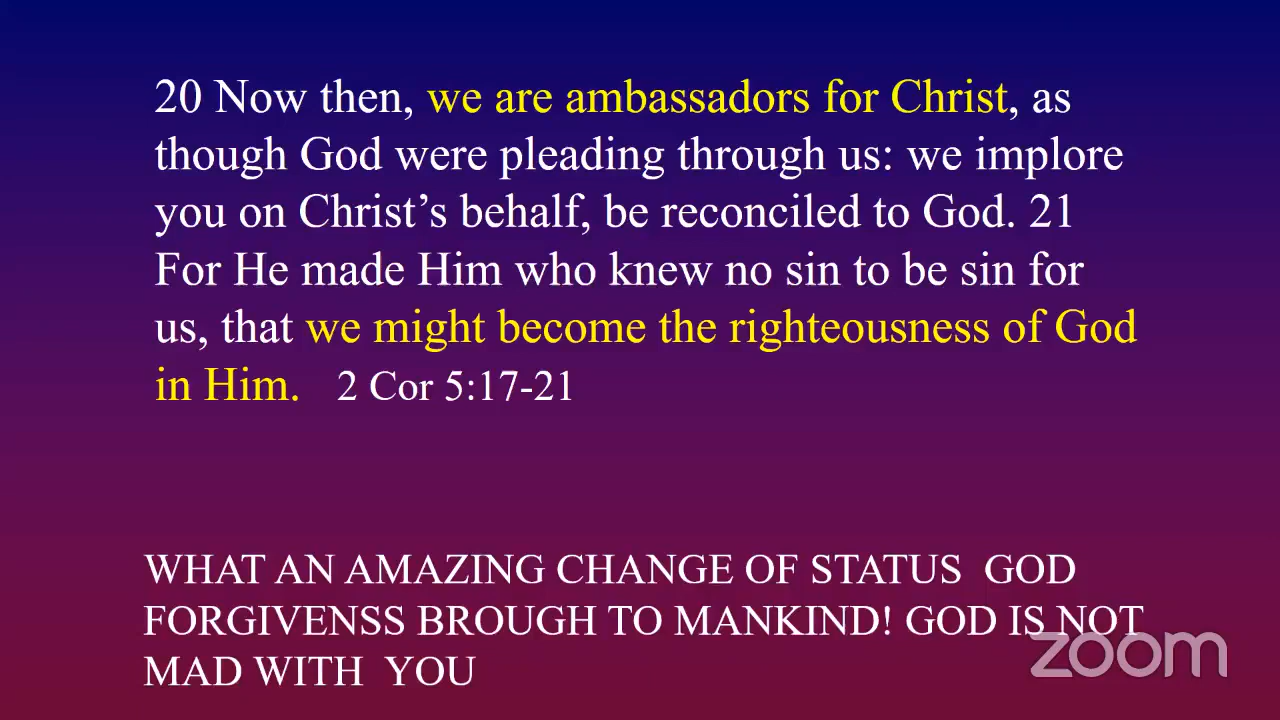 20 Now then, we are ambassadors for Christ, as
though God were pleading through us: we implore
you on Christ’s behalf, be reconciled to God. 21
For He made Him who knew no sin to be sin for
us, that we might become the righteousness of God
in Him. 2 Cor 5:17-21
WHAT AN AMAZING CHANGE OF STATUS GOD
FORGIVENSS BROUGH TO MANKIND! GOD IS NOT
MAD WITH YOU
zoom